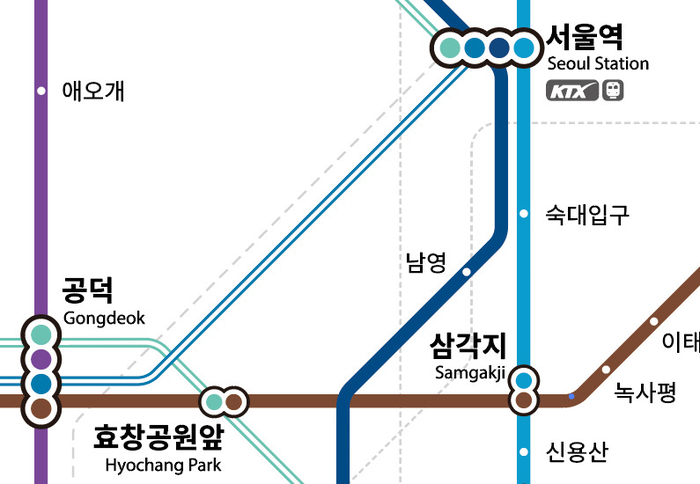 서울역
Seoul Station
KTX
애오개
숙대입구
남영
공덕
Gongdeok
삼각지
Samgakji
이태
녹사평
효창공원앞
Hyochang Park
신용산